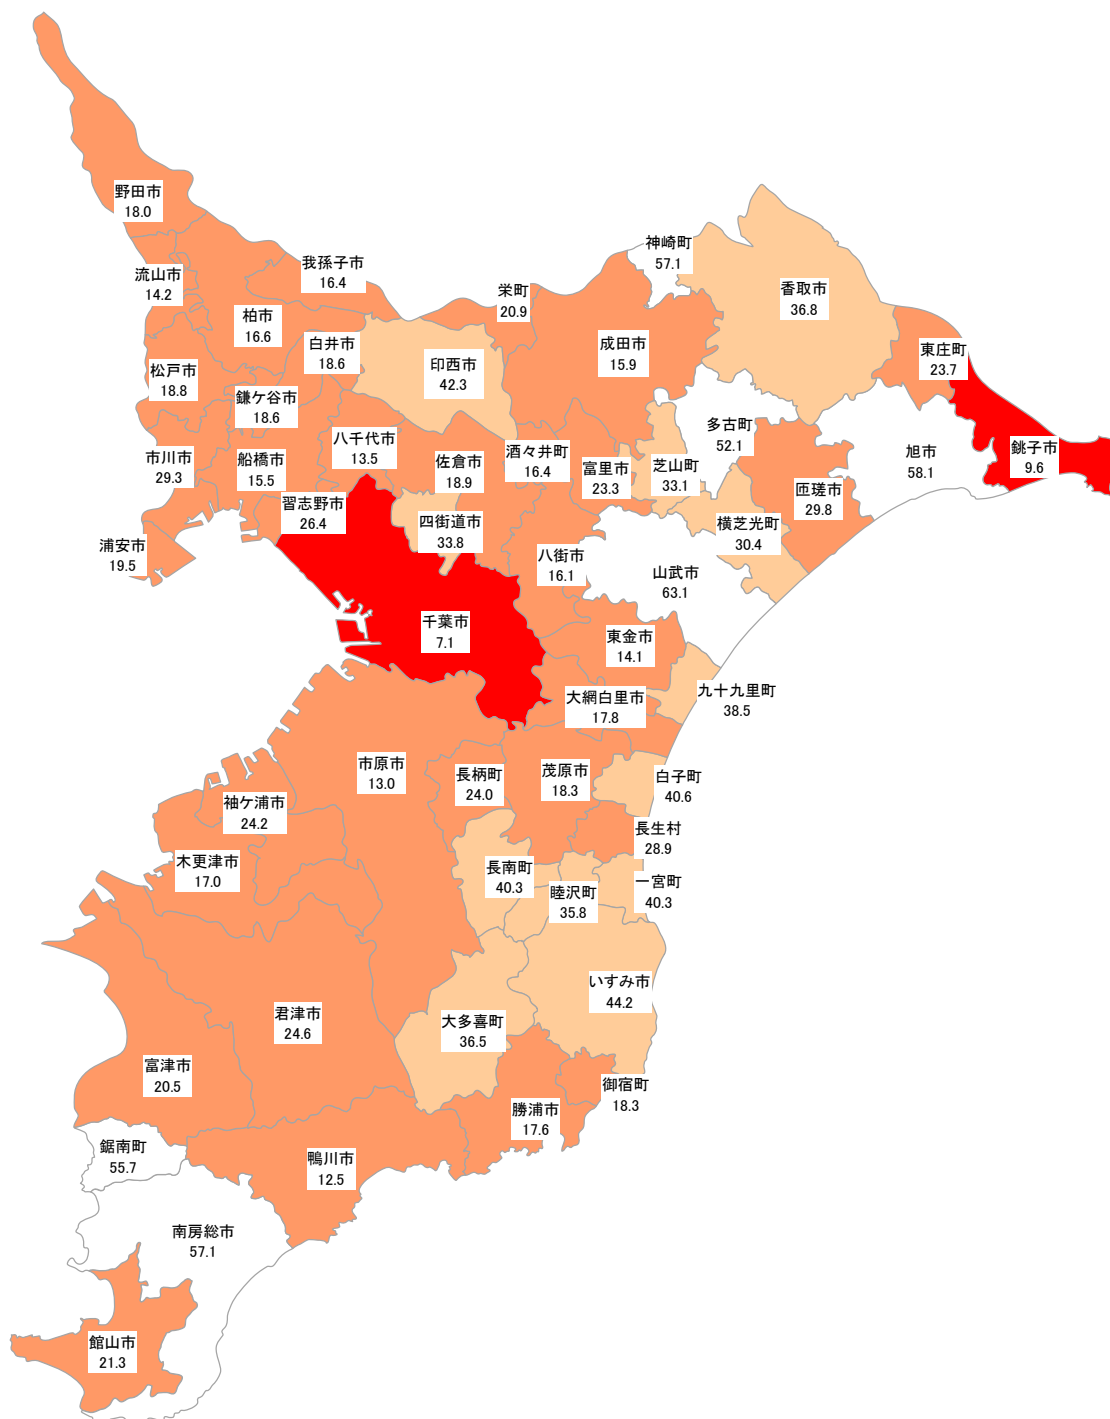 野田市
18.0
神崎町
57.1
流山市
14.2
我孫子市
16.4
栄町
20.9
香取市
36.8
柏市
16.6
白井市
18.6
成田市
15.9
東庄町
23.7
松戸市
18.8
印西市
42.3
鎌ケ谷市
18.6
多古町
52.1
八千代市
13.5
酒々井町
16.4
旭市
58.1
銚子市
9.6
市川市
29.3
船橋市
15.5
佐倉市
18.9
富里市
23.3
芝山町
33.1
匝瑳市
29.8
習志野市
26.4
四街道市
33.8
横芝光町
30.4
浦安市
19.5
八街市
16.1
山武市
63.1
千葉市
7.1
東金市
14.1
大網白里市
17.8
九十九里町
38.5
市原市
13.0
長柄町
24.0
茂原市
18.3
白子町
40.6
袖ケ浦市
24.2
長生村
28.9
木更津市
17.0
長南町
40.3
睦沢町
35.8
一宮町
40.3
いすみ市
44.2
君津市
24.6
大多喜町
36.5
富津市
20.5
御宿町
18.3
勝浦市
17.6
鋸南町
55.7
鴨川市
12.5
南房総市
57.1
館山市
21.3